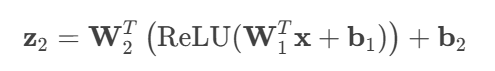 z₂ = W₂ᵀ (ReLU(W₁ᵀx + b₁)) + b₂